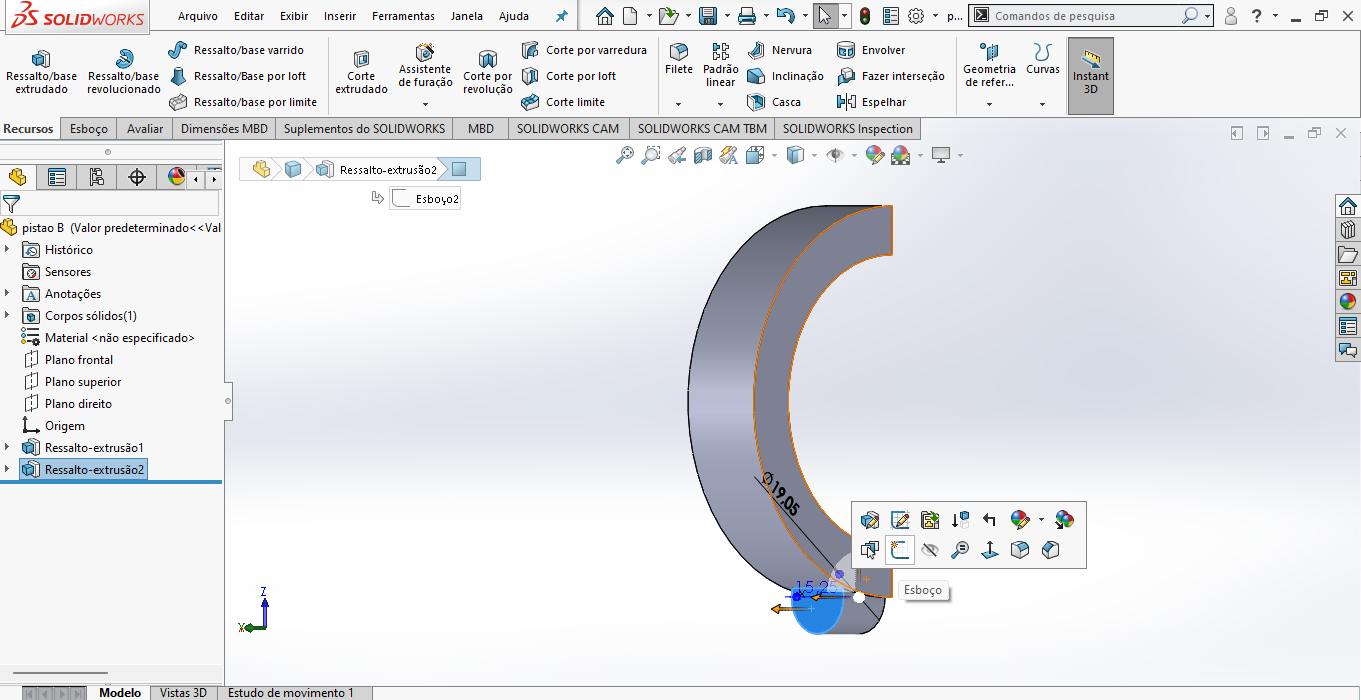 SOLIDWORKS
Arquivo Editar Exibir Inserir Ferramentas Janela Ajuda
p...
Comandos de pesquisa
?
Ressalto/base extrudado
Ressalto/base revolucionado
Ressalto/base varrido
Ressalto/Base por loft
Ressalto/base por limite
Corte extrudado
Assistente de furação
Corte por revolução
Corte por varredura
Corte por loft
Corte limite
Filete
Padrão linear
Nervura
Inclinação
Casca
Envolver
Fazer interseção
Espelhar
Geometria de refer...
Curvas
Instant 3D
Recursos Esboço Avaliar Dimensões MBD Suplementos do SOLIDWORKS MBD SOLIDWORKS CAM SOLIDWORKS CAM TBM SOLIDWORKS Inspection
Ressalto-extrusão2
Esboço2
pistao B (Valor predeterminado<<Val
Histórico
Sensores
Anotações
Corpos sólidos(1)
Material <não especificado>
Plano frontal
Plano superior
Plano direito
Origem
Ressalto-extrusão1
Ressalto-extrusão2
Ø19,05
15,25
Esboço
Z
X
Modelo Vistas 3D Estudo de movimento 1